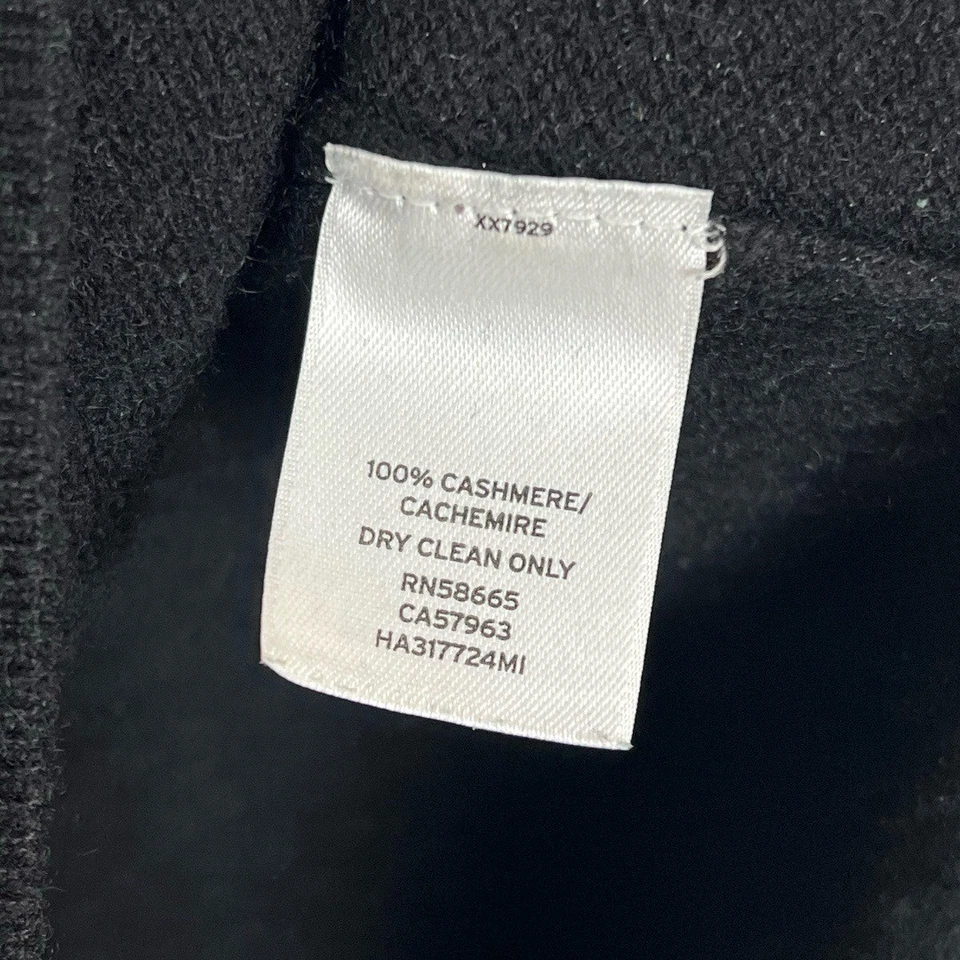 XX7929
100% CASHMERE/
CACHEMIRE
DRY CLEAN ONLY
RN58665
CA57963
HA317724MI